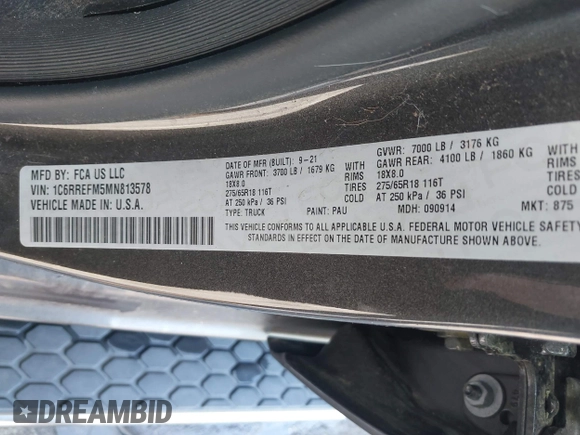 MFD BY: FCA US LLC
VIN: 1C6RREFM5MN813578
VEHICLE MADE IN: U.S.A.
DATE OF MFR (BUILT): 9-21
GAWR FRONT: 3700 LB / 1679 KG WITH
18X8.0 RIMS
275/65R18 116T TIRES
AT 250 kPa / 36 PSI COLD
TYPE: TRUCK PAINT: PAU MDH: 090914 MKT: 875
GVWR: 7000 LB / 3176 KG
GAWR REAR: 4100 LB / 1860 KG WITH
18X8.0 RIMS
275/65R18 116T TIRES
AT 250 kPa / 36 PSI COLD
THIS VEHICLE CONFORMS TO ALL APPLICABLE U.S.A. FEDERAL MOTOR VEHICLE SAFETY
STANDARDS IN EFFECT ON THE DATE OF MANUFACTURE SHOWN ABOVE.
DREAMBID